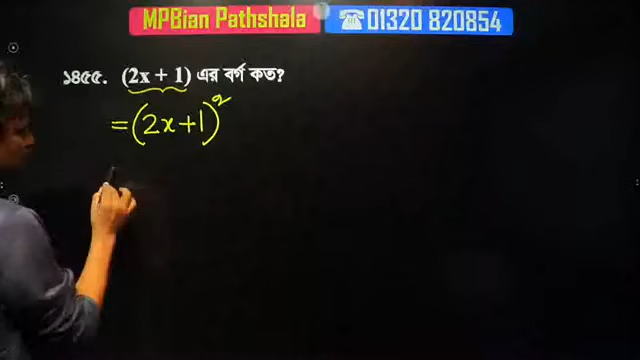 MPBian Pathshala ☎01320 820854
১৪৫৫. (2x + 1) এর বর্গ কত?
= (2x+1)²